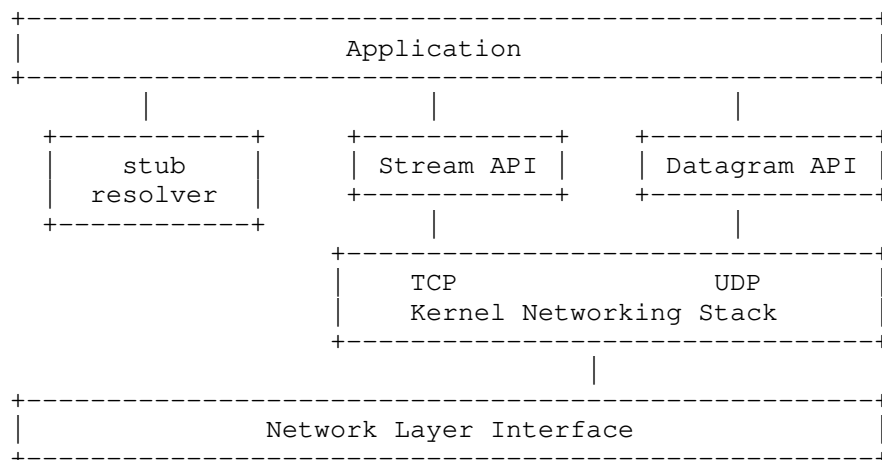 Application
stub Stream API Datagram API
resolver
TCP UDP
Kernel Networking Stack
Network Layer Interface